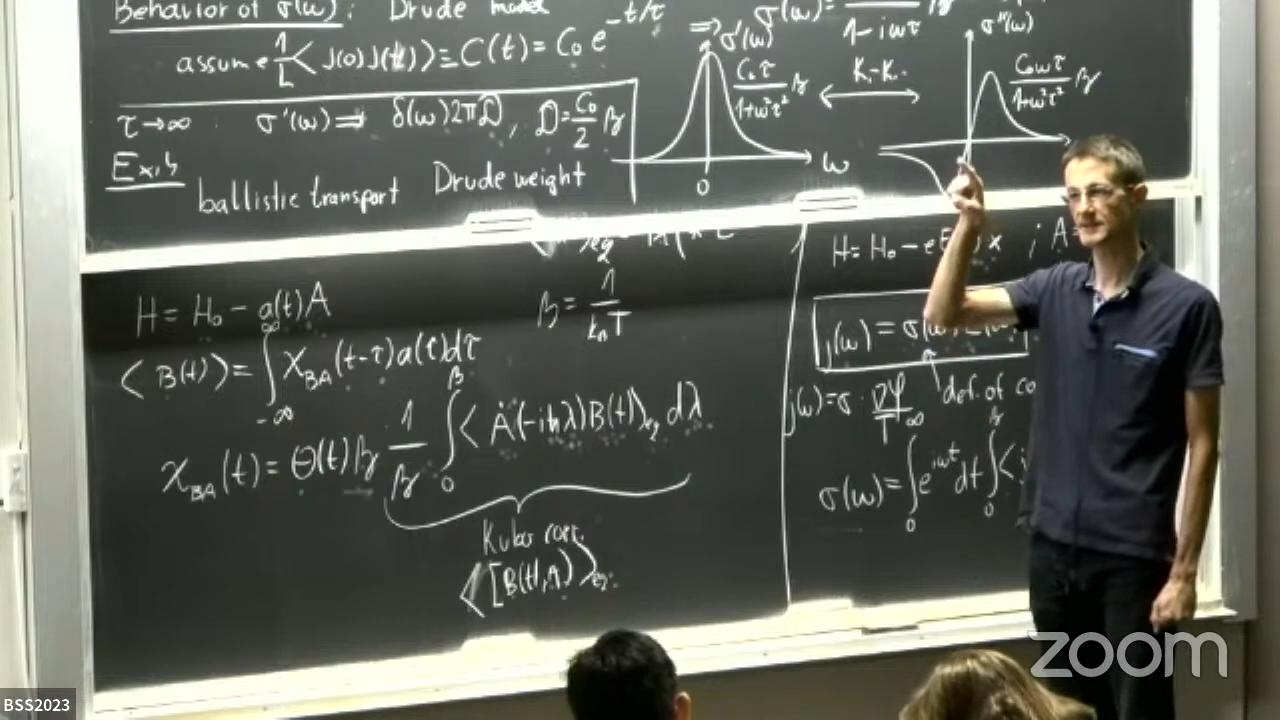 Behavior of σ(ω): Drude model
assume 1/L <J(0)J(t)> ≡ C(t) = C₀ e^{-t/τ} ⇒ σ(ω) = / 1-iωτ β
σ'(ω)
σ''(ω)
C₀τ / 1+ω²τ² β
K.-K.
C₀ωτ / 1+ω²τ² β
τ→∞ σ'(ω) ⇒ δ(ω)2π𝒟, 𝒟 = C₀/2 β
ω
0
ballistic transport Drude weight
H = H₀ - a(t)A
β = 1 / k_B T
<B(t)> = ∫_{-∞}^{∞} χ_BA(t-τ)a(τ)dτ
χ_BA(t) = Θ(t)β 1/β ∫_0^β <Ȧ(-iħλ)B(t)>_eq dλ
Kubo corr.
<[B(t),A]>_eq.
H = H₀ - e x ; A =
j(ω) = σ
def. of co
j(ω) = σ · ∇φ / T
σ(ω) = ∫_0^∞ e^{iωt} dt ∫_0^β <
zoom
BSS2023